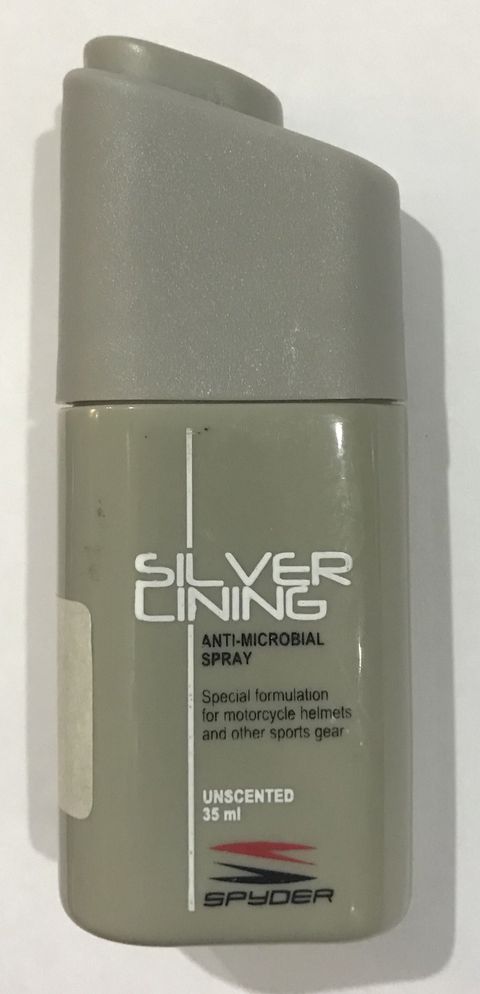 SILVER
LINING
ANTI-MICROBIAL
SPRAY
Special formulation
for motorcycle helmets
and other sports gear
UNSCENTED
35 ml
SPYDER